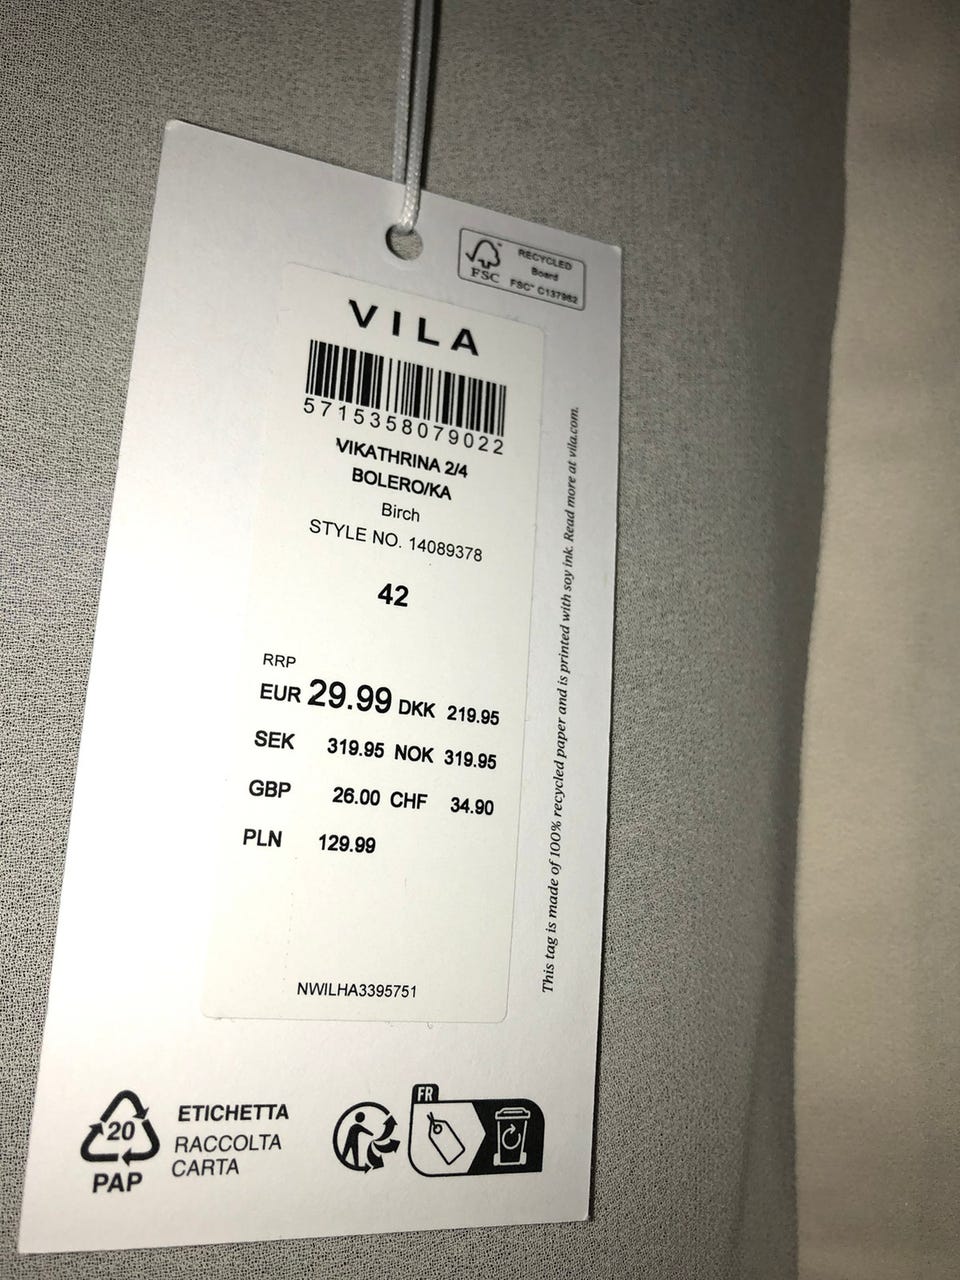 RECYCLED
Board
FSC
FSC® C137982
VILA
5715358079022
VIKATHRINA 2/4
BOLERO/KA
Birch
STYLE NO. 14089378
42
RRP
EUR 29.99 DKK 219.95
SEK 319.95 NOK 319.95
GBP 26.00 CHF 34.90
PLN 129.99
NWILHA3395751
This tag is made of 100% recycled paper and is printed with soy ink. Read more at vila.com.
20
PAP
ETICHETTA
RACCOLTA
CARTA
FR